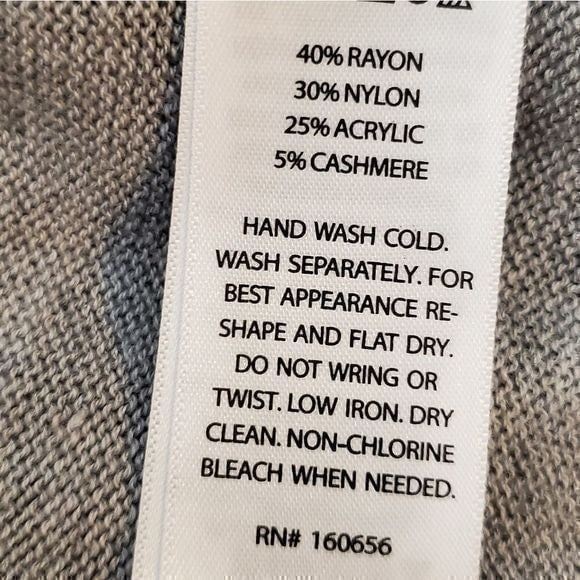 40% RAYON
30% NYLON
25% ACRYLIC
5% CASHMERE
HAND WASH COLD.
WASH SEPARATELY. FOR
BEST APPEARANCE RE-
SHAPE AND FLAT DRY.
DO NOT WRING OR
TWIST. LOW IRON. DRY
CLEAN. NON-CHLORINE
BLEACH WHEN NEEDED.
RN# 160656